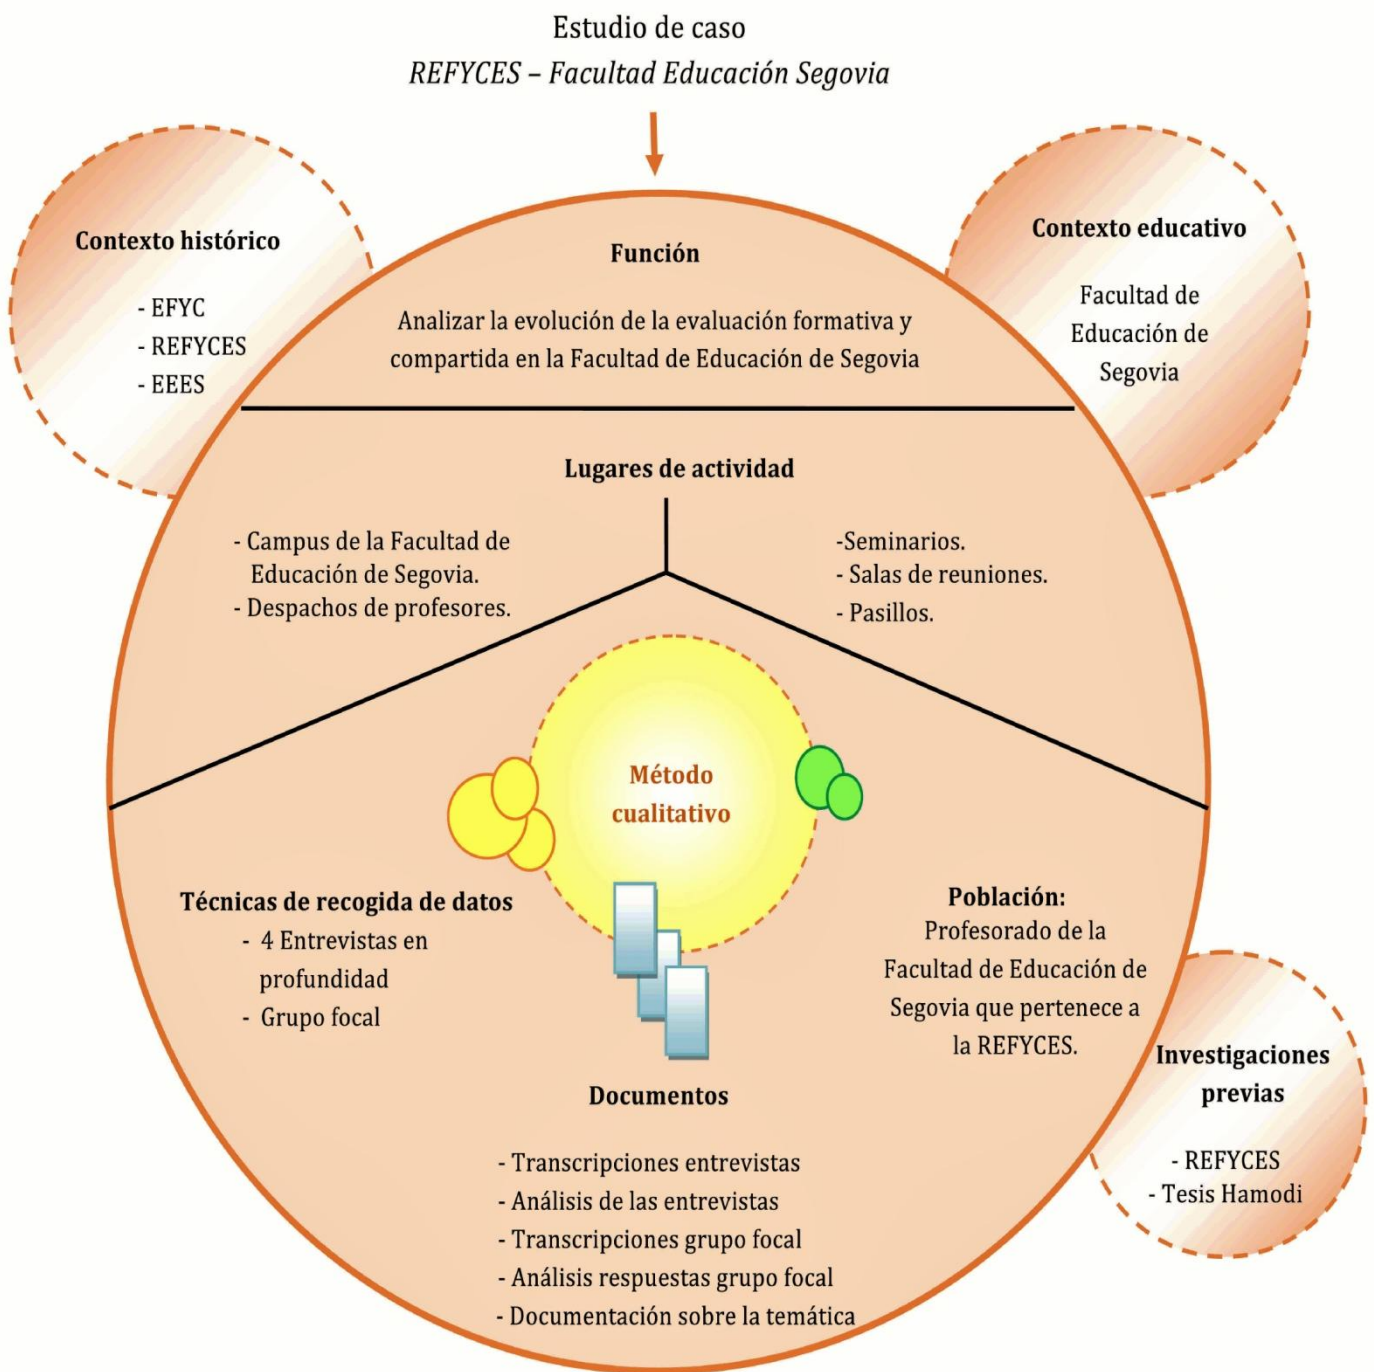 Estudio de caso
REFYCES – Facultad Educación Segovia
Contexto histórico
- EFYC
- REFYCES
- EEES
Contexto educativo
Facultad de
Educación de
Segovia
Función
Analizar la evolución de la evaluación formativa y
compartida en la Facultad de Educación de Segovia
Lugares de actividad
- Campus de la Facultad de
Educación de Segovia.
- Despachos de profesores.
-Seminarios.
- Salas de reuniones.
- Pasillos.
Método
cualitativo
Técnicas de recogida de datos
- 4 Entrevistas en
profundidad
- Grupo focal
Población:
Profesorado de la
Facultad de Educación de
Segovia que pertenece a
la REFYCES.
Investigaciones
previas
- REFYCES
- Tesis Hamodi
Documentos
- Transcripciones entrevistas
- Análisis de las entrevistas
- Transcripciones grupo focal
- Análisis respuestas grupo focal
- Documentación sobre la temática